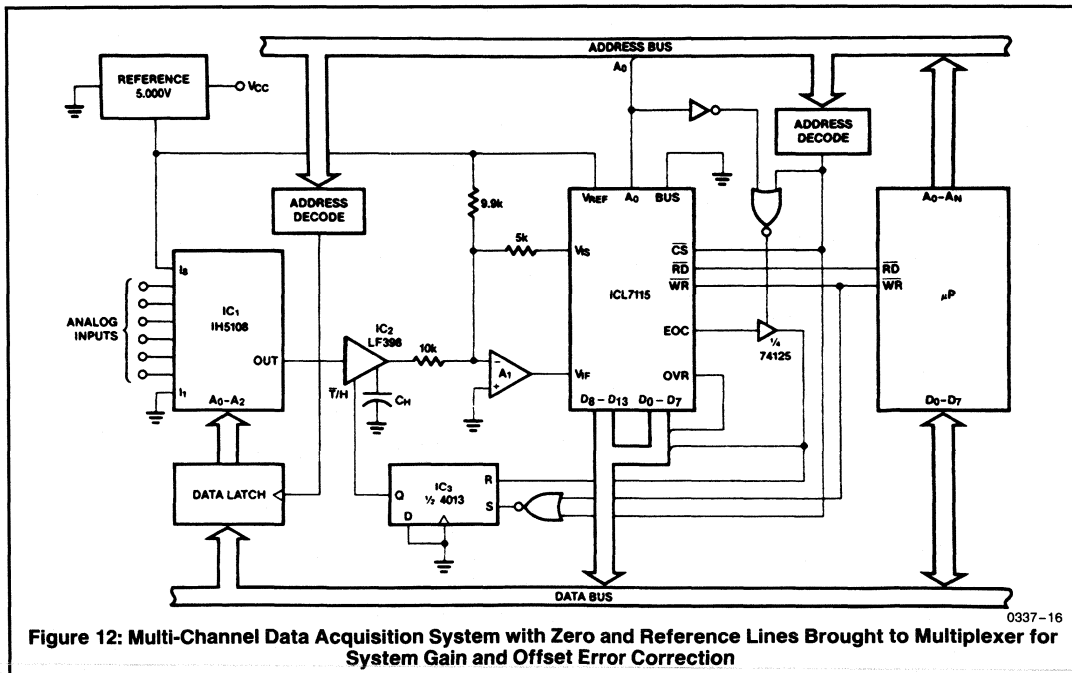 ADDRESS BUS
REFERENCE
5.000V
VCC
A0
ADDRESS
DECODE
ADDRESS
DECODE
9.9k
5k
VREF
A0
BUS
VIS
CS
RD
WR
ICL7115
EOC
OVR
VIF
D8 – D13
D0 – D7
A0–AN
RD
WR
µP
D0–D7
¼
74125
I8
IC1
IH5108
ANALOG
INPUTS
OUT
I1
A0–A2
IC2
LF398
10k
T/H
CH
A1
−
+
DATA LATCH
IC3
½ 4013
Q
D
R
S
DATA BUS
0337–16
Figure 12: Multi-Channel Data Acquisition System with Zero and Reference Lines Brought to Multiplexer for
System Gain and Offset Error Correction